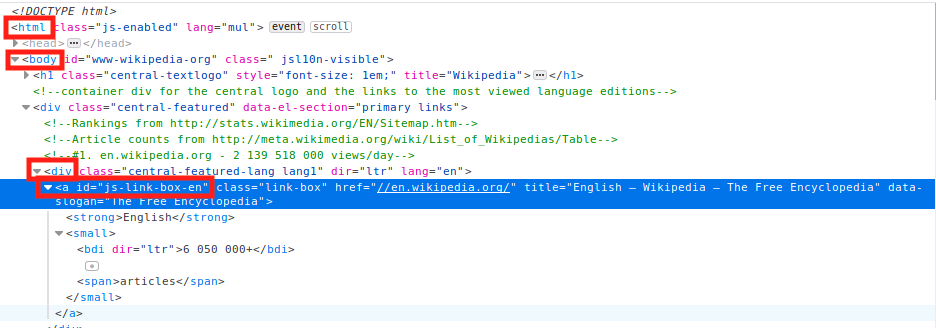 <!DOCTYPE html>
<html class="js-enabled" lang="mul"> event scroll
<head> ··· </head>
<body id="www-wikipedia-org" class=" jsl10n-visible">
<h1 class="central-textlogo" style="font-size: 1em;" title="Wikipedia"> ··· </h1>
<!--container div for the central logo and the links to the most viewed language editions-->
<div class="central-featured" data-el-section="primary links">
<!--Rankings from http://stats.wikimedia.org/EN/Sitemap.htm-->
<!--Article counts from http://meta.wikimedia.org/wiki/List_of_Wikipedias/Table-->
<!--#1. en.wikipedia.org - 2 139 518 000 views/day-->
<div class="central-featured-lang lang1" dir="ltr" lang="en">
<a id="js-link-box-en" class="link-box" href="//en.wikipedia.org/" title="English — Wikipedia — The Free Encyclopedia" data-
slogan="The Free Encyclopedia">
<strong>English</strong>
<small>
<bdi dir="ltr">6 050 000+</bdi>
<span>articles</span>
</small>
</a>
</div>